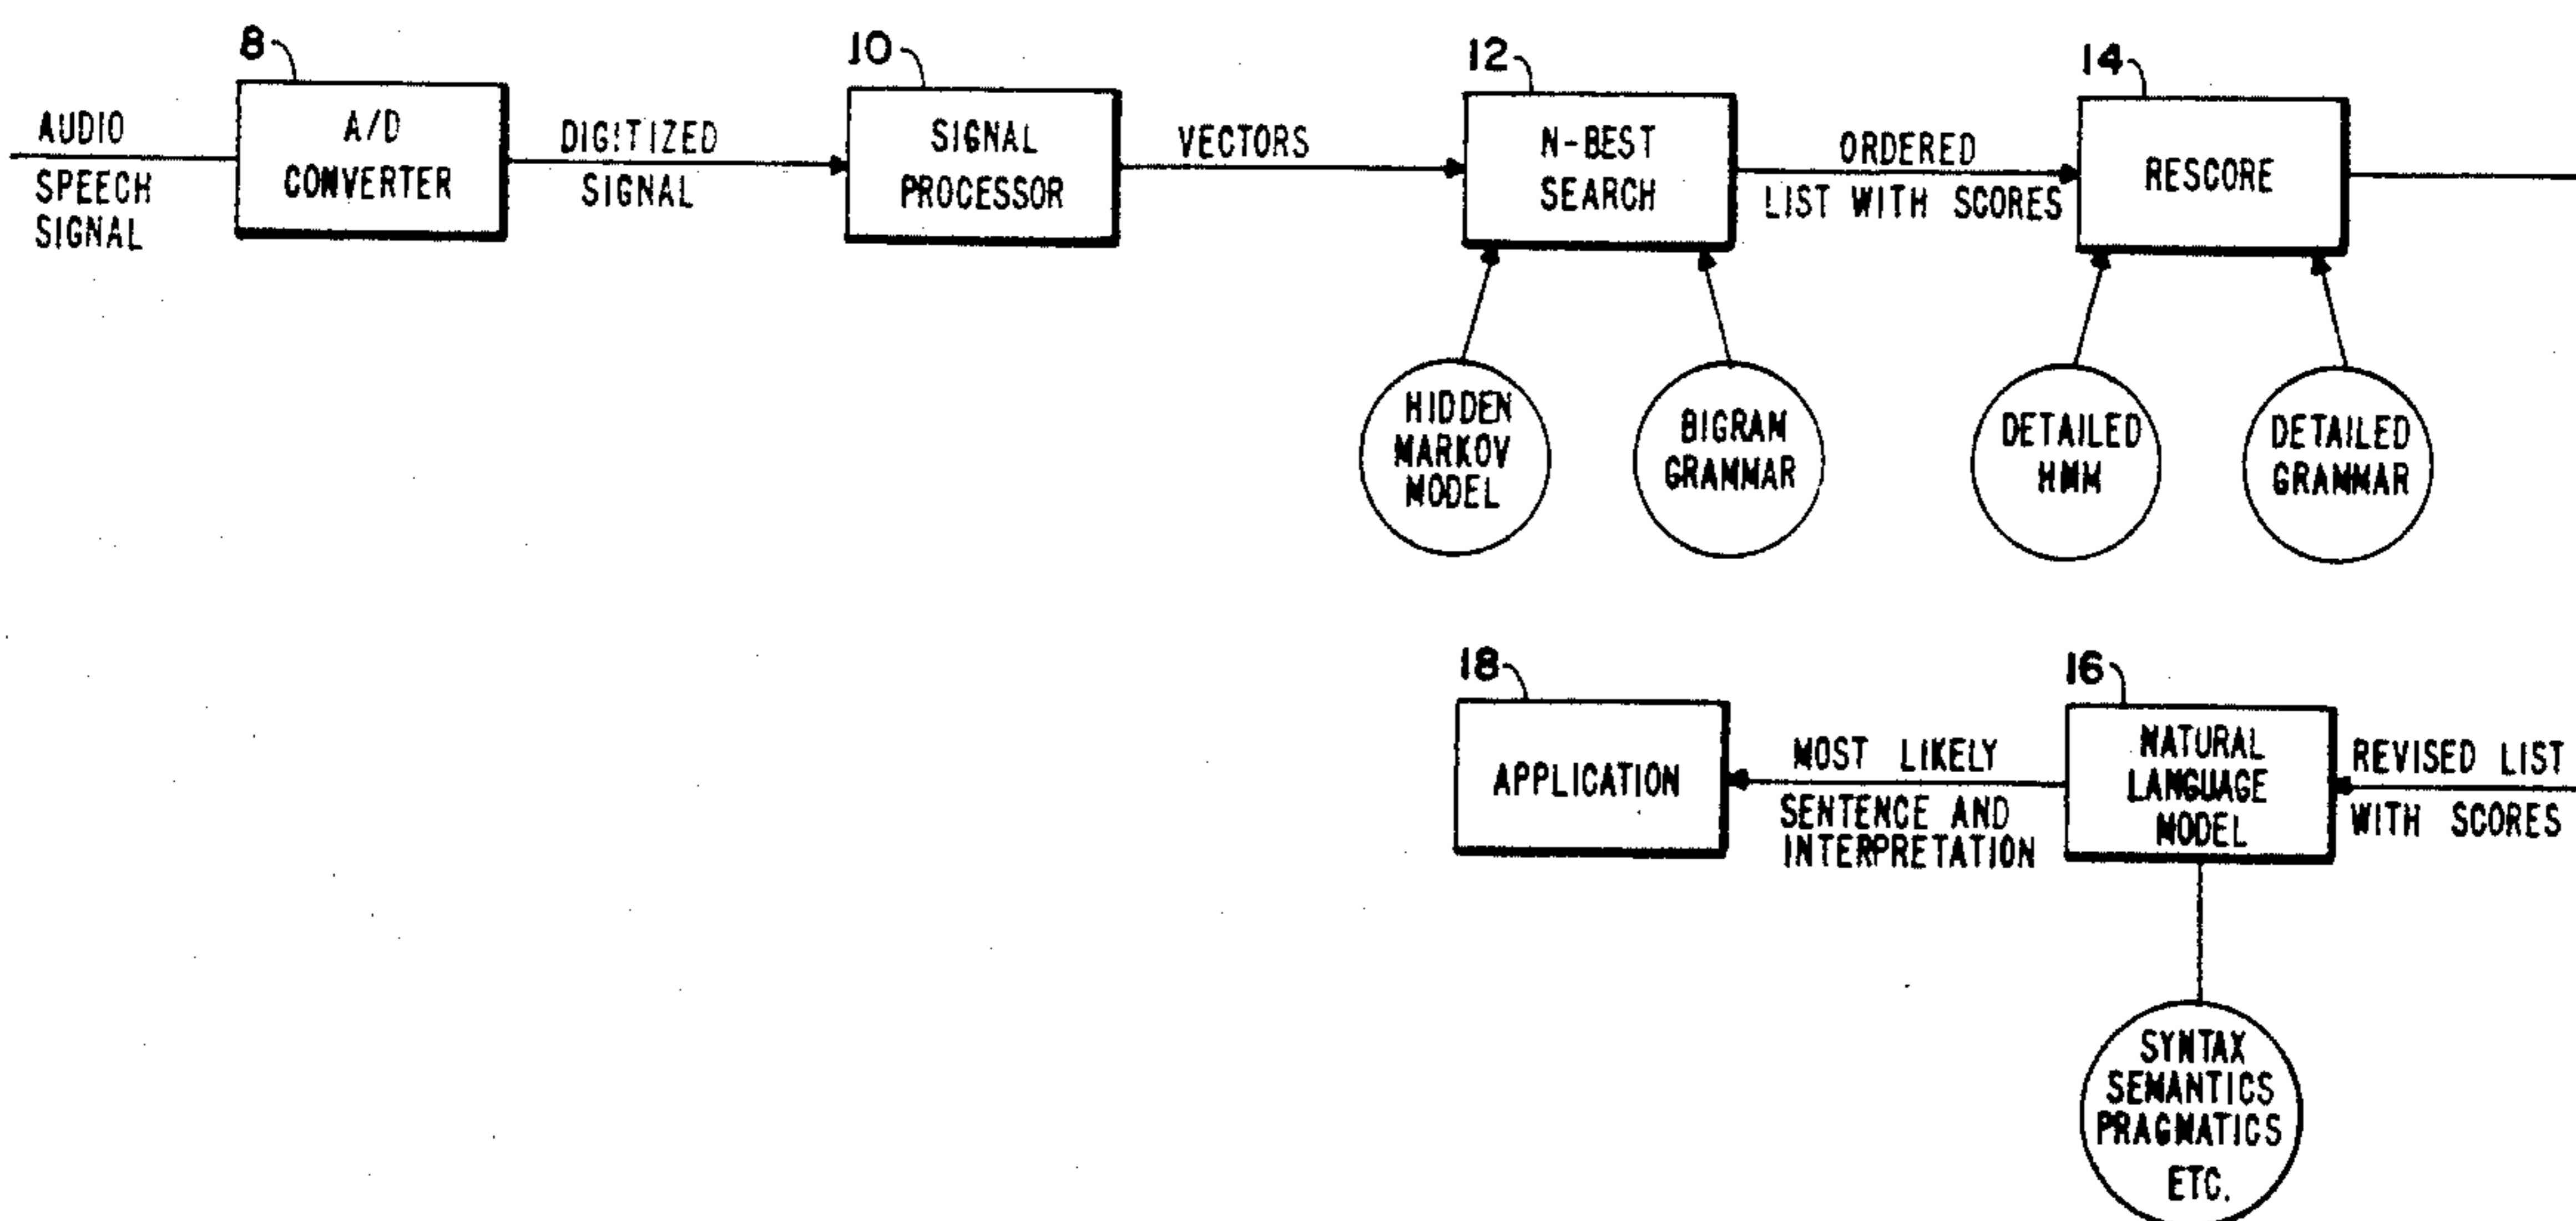 8
10
12
14
AUDIO
SPEECH
SIGNAL
A/D
CONVERTER
DIGITIZED
SIGNAL
SIGNAL
PROCESSOR
VECTORS
N-BEST
SEARCH
ORDERED
LIST WITH SCORES
RESCORE
HIDDEN
MARKOV
MODEL
BIGRAM
GRAMMAR
DETAILED
HMM
DETAILED
GRAMMAR
18
16
APPLICATION
MOST LIKELY
SENTENCE AND
INTERPRETATION
NATURAL
LANGUAGE
MODEL
REVISED LIST
WITH SCORES
SYNTAX
SEMANTICS
PRAGMATICS
ETC.